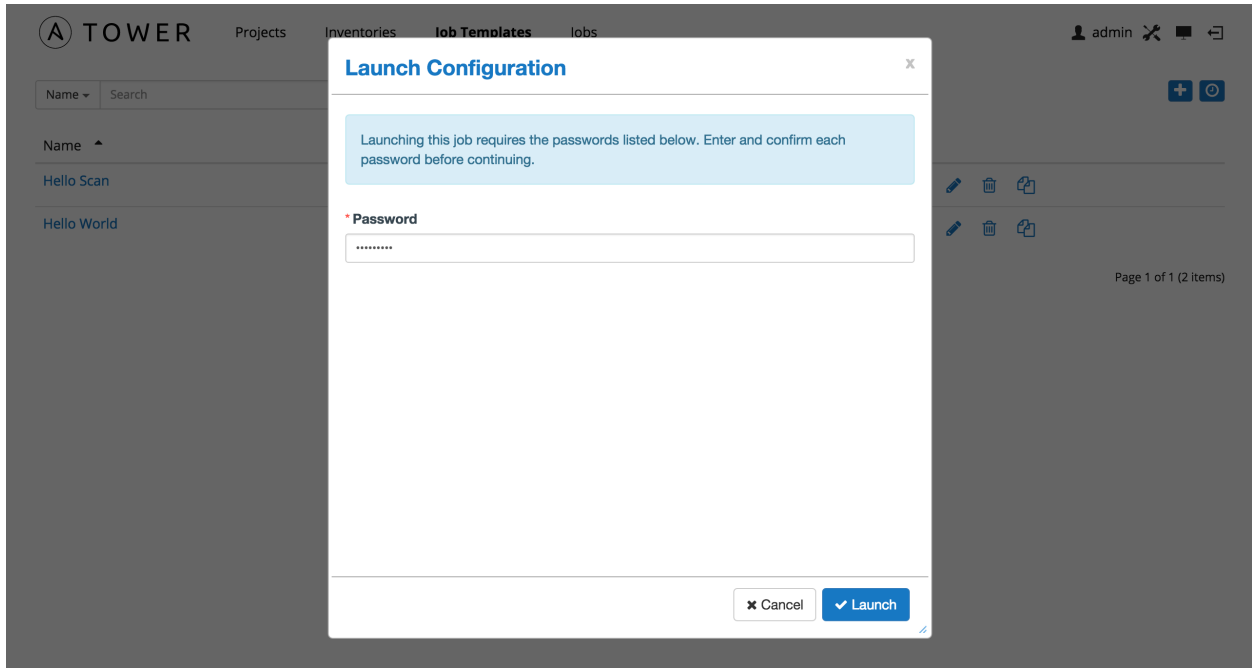 A TOWER Projects Inventories Job Templates Jobs admin
Launch Configuration x
Name Search
Launching this job requires the passwords listed below. Enter and confirm each
password before continuing.
Name
Hello Scan
* Password
Hello World
•••••••••
Page 1 of 1 (2 items)
Cancel Launch